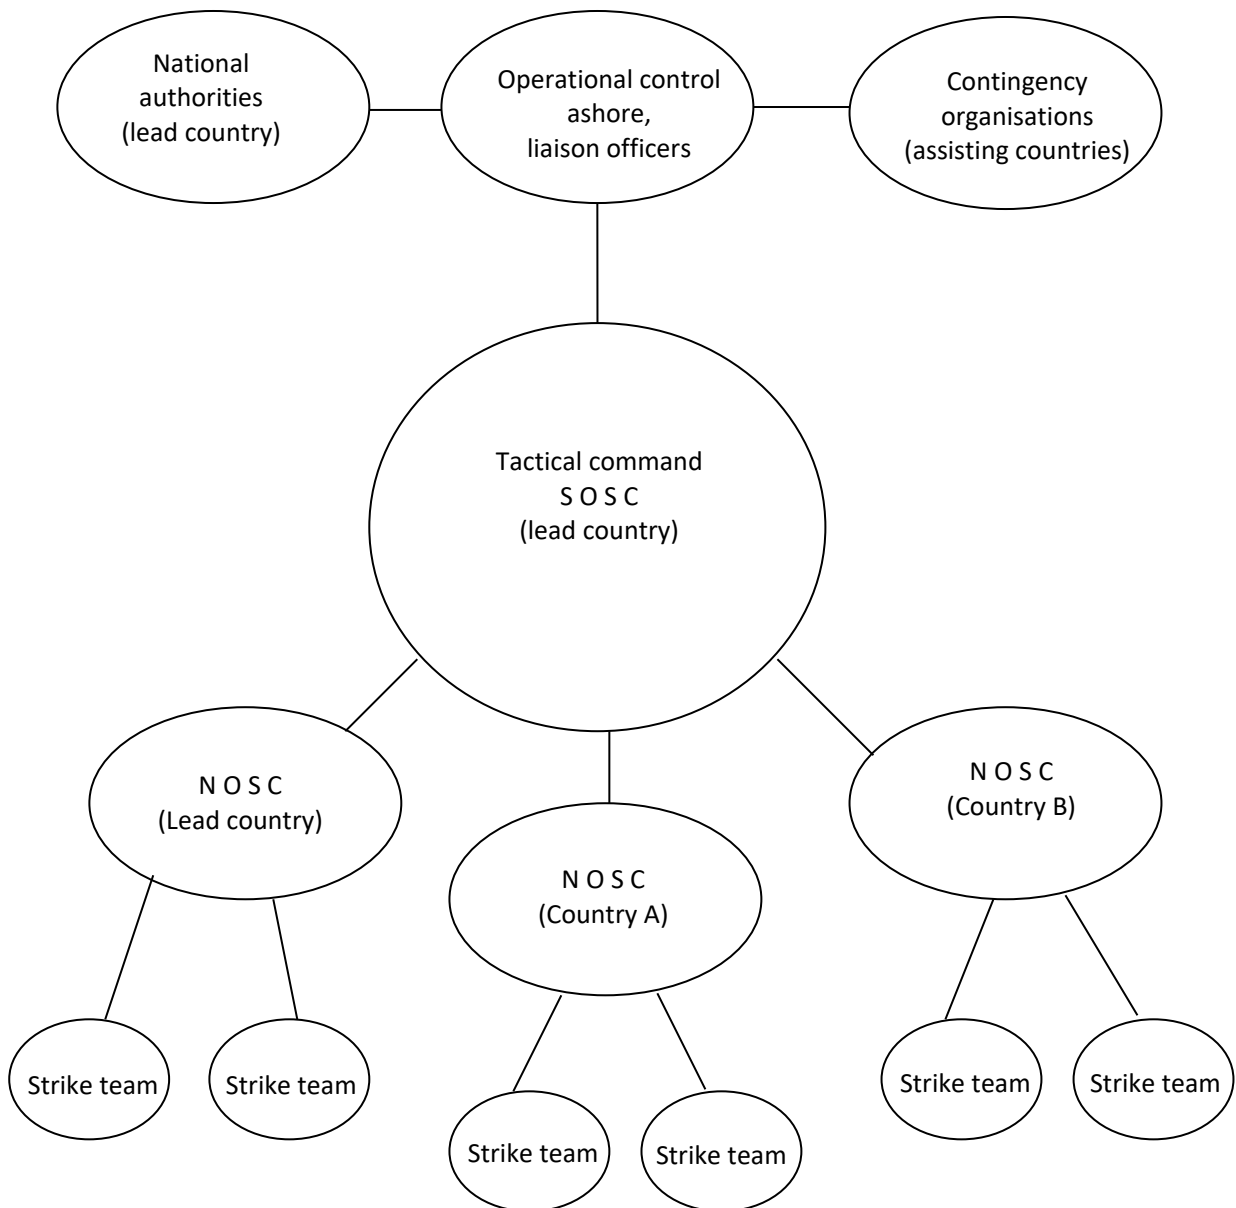 National
authorities
(lead country)
Operational control
ashore,
liaison officers
Contingency
organisations
(assisting countries)
Tactical command
S O S C
(lead country)
N O S C
(Lead country)
N O S C
(Country A)
N O S C
(Country B)
Strike team
Strike team
Strike team
Strike team
Strike team
Strike team